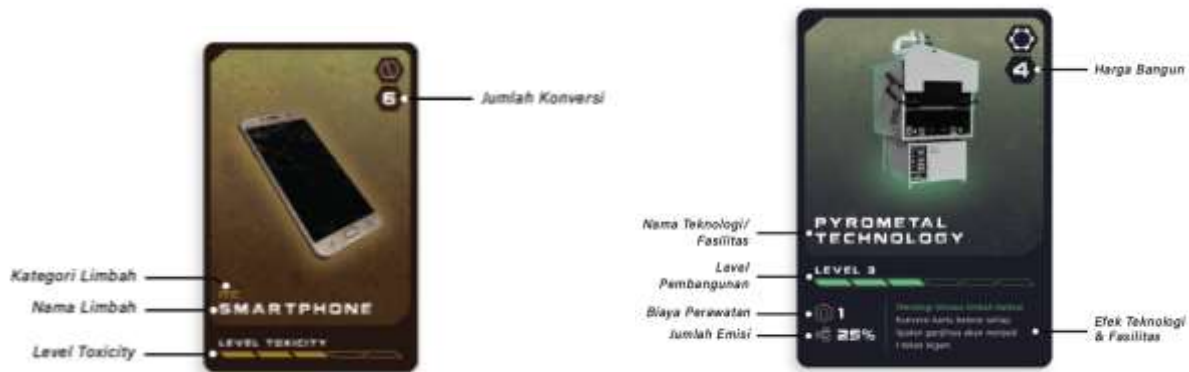 6
Jumlah Konversi
Kategori Limbah
ITC
Nama Limbah
SMARTPHONE
Level Toxicity
LEVEL TOXICITY
4
Harga Bangun
Nama Teknologi/
Fasilitas
PYROMETAL
TECHNOLOGY
Level
Pembangunan
LEVEL 3
Biaya Perawatan
1
Jumlah Emisi
25%
Efek Teknologi
& Fasilitas